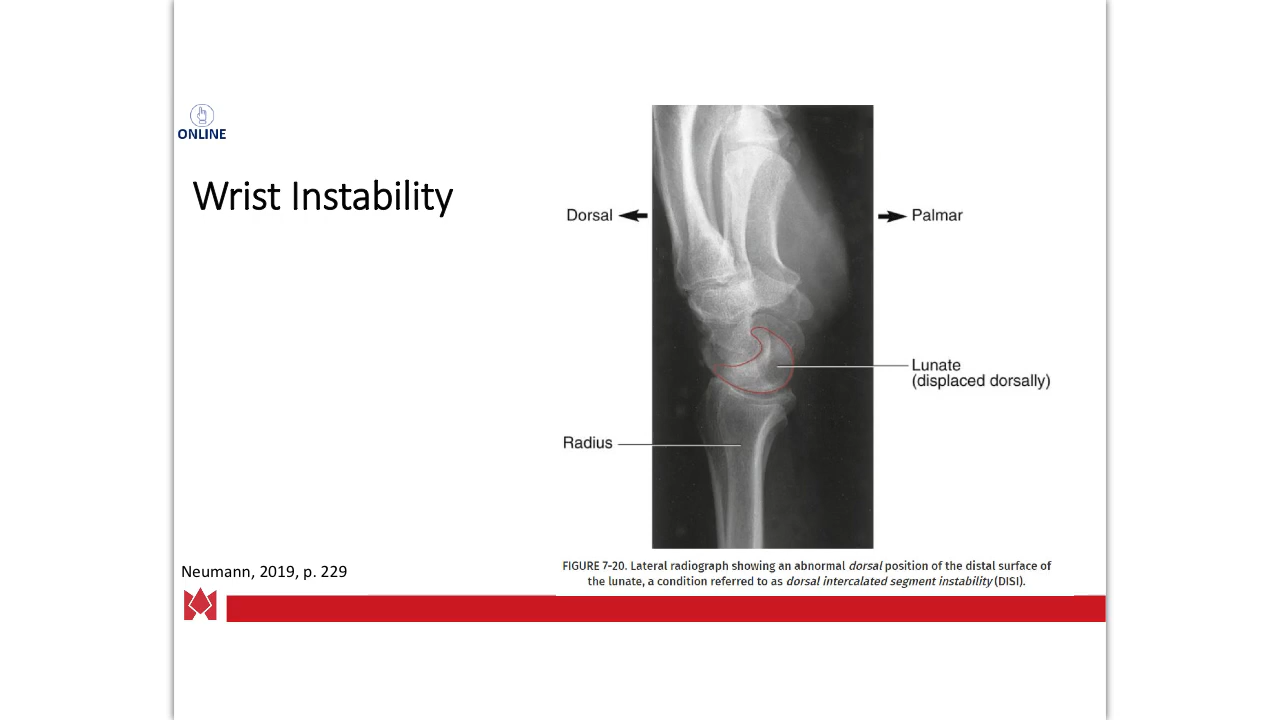 ONLINE
Wrist Instability
Dorsal
Palmar
Lunate
(displaced dorsally)
Radius
Neumann, 2019, p. 229
FIGURE 7-20. Lateral radiograph showing an abnormal dorsal position of the distal surface of
the lunate, a condition referred to as dorsal intercalated segment instability (DISI).